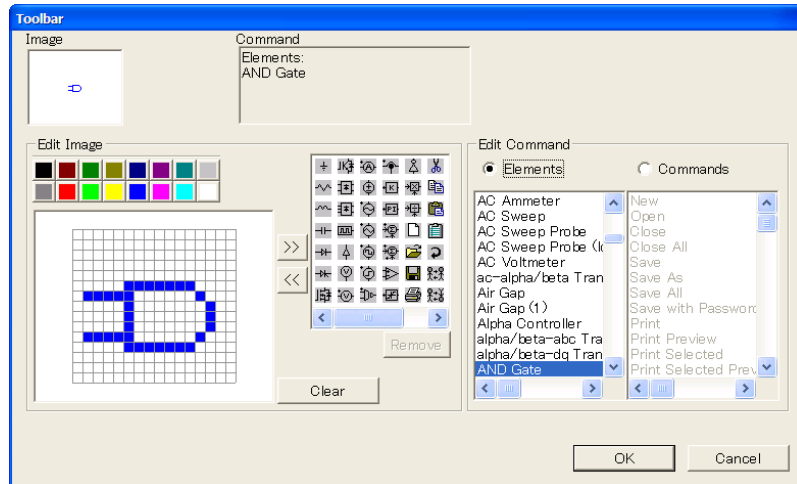 Toolbar
Image
Command
Elements:
AND Gate
Edit Image
>>
<<
Remove
Clear
Edit Command
Elements
Commands
AC Ammeter
AC Sweep
AC Sweep Probe
AC Sweep Probe (l
AC Voltmeter
ac-alpha/beta Tran
Air Gap
Air Gap (1)
Alpha Controller
alpha/beta-abc Tra
alpha/beta-dq Tran
AND Gate
New
Open
Close
Close All
Save
Save As
Save All
Save with Password
Print
Print Preview
Print Selected
Print Selected Prev
OK
Cancel